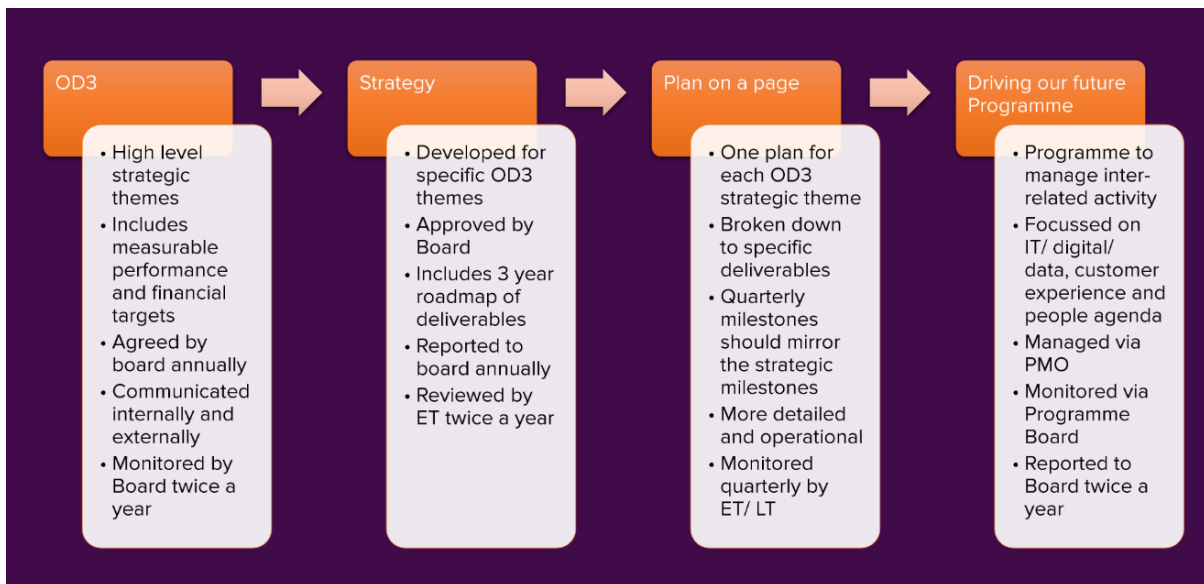 OD3
• High level
strategic
themes
• Includes
measurable
performance
and financial
targets
• Agreed by
board annually
• Communicated
internally and
externally
• Monitored by
Board twice a
year
Strategy
• Developed for
specific OD3
themes
• Approved by
Board
• Includes 3 year
roadmap of
deliverables
• Reported to
board annually
• Reviewed by
ET twice a year
Plan on a page
• One plan for
each OD3
strategic theme
• Broken down
to specific
deliverables
• Quarterly
milestones
should mirror
the strategic
milestones
• More detailed
and operational
• Monitored
quarterly by
ET/ LT
Driving our future
Programme
• Programme to
manage inter-
related activity
• Focussed on
IT/ digital/
data, customer
experience and
people agenda
• Managed via
PMO
• Monitored via
Programme
Board
• Reported to
Board twice a
year